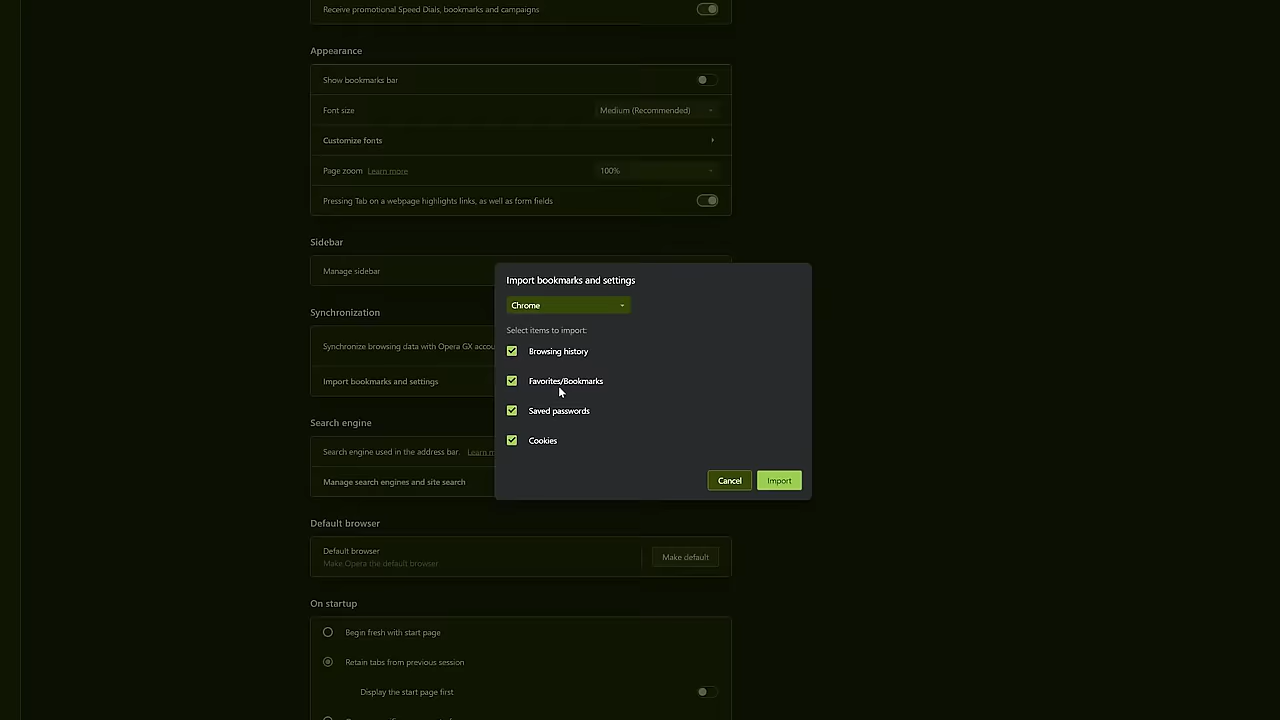 Receive promotional Speed Dials, bookmarks and campaigns
Appearance
Show bookmarks bar
Font size
Medium (Recommended)
Customize fonts
Page zoom Learn more
100%
Pressing Tab on a webpage highlights links, as well as form fields
Sidebar
Manage sidebar
Synchronization
Synchronize browsing data with Opera GX accou
Import bookmarks and settings
Search engine
Search engine used in the address bar. Learn m
Manage search engines and site search
Import bookmarks and settings
Chrome
Select items to import:
Browsing history
Favorites/Bookmarks
Saved passwords
Cookies
Cancel
Import
Default browser
Default browser
Make Opera the default browser
Make default
On startup
Begin fresh with start page
Retain tabs from previous session
Display the start page first